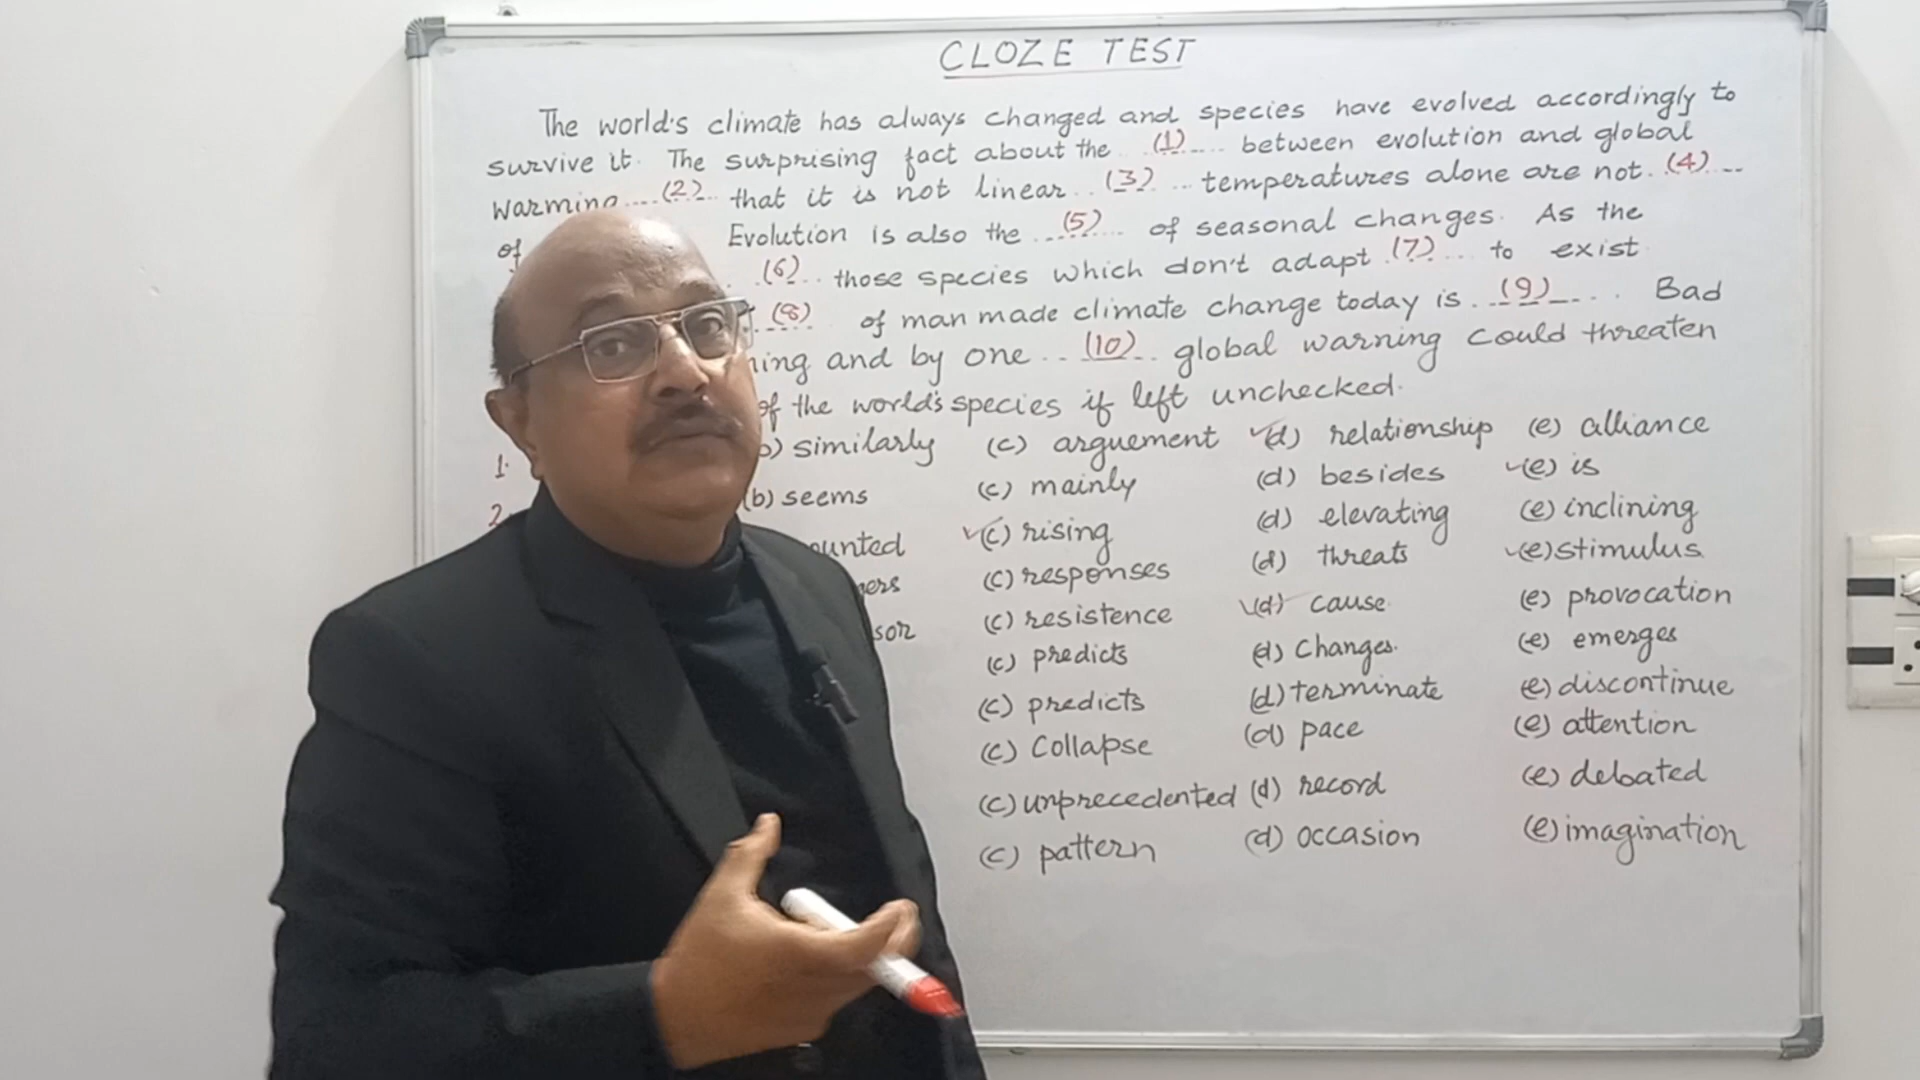 CLOZE TEST
The world's climate has always changed and species have evolved accordingly to
survive it. The surprising fact about the (1) between evolution and global
warming (2) that it is not linear (3) temperatures alone are not (4)
of Evolution is also the (5) of seasonal changes. As the
(6) those species which don't adapt (7) to exist
(8) of man made climate change today is (9) Bad
and by one (10) global warning could threaten
of the world's species if left unchecked.
1. similarly (c) arguement (d) relationship (e) alliance
2. (b) seems (c) mainly (d) besides (e) is
(c) rising (d) elevating (e) inclining
(c) responses (d) threats (e) stimulus
(c) resistence (d) cause (e) provocation
(c) predicts (d) changes (e) emerges
(c) predicts (d) terminate (e) discontinue
(c) Collapse (d) pace (e) attention
(c) unprecedented (d) record (e) debated
(c) pattern (d) occasion (e) imagination